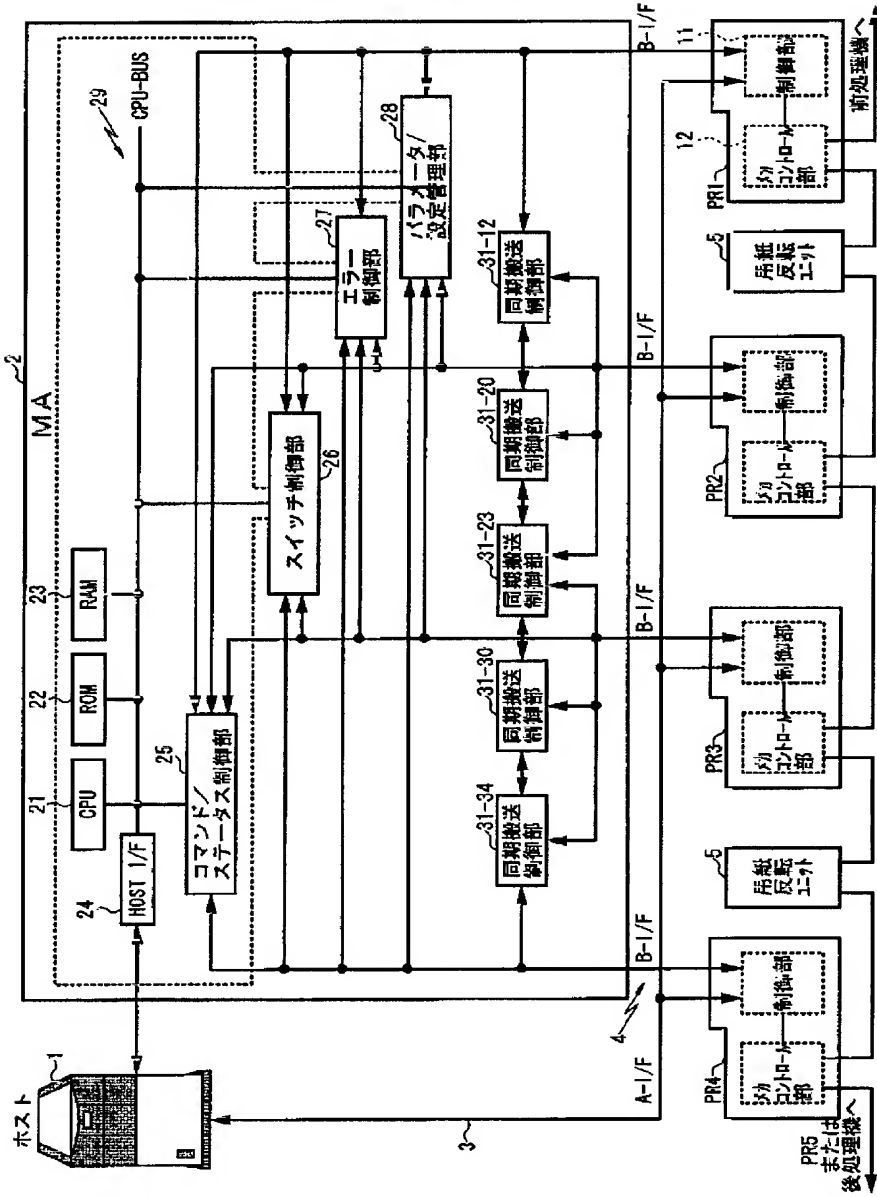 ホスト
1
2
MA
21
CPU
22
ROM
23
RAM
24
HOST I/F
CPU-BUS
29
25
コマンド/
ステータス制御部
スイッチ制御部
26
27
エラー
制御部
28
パラメータ/
設定管理部
31-34
同期搬送
制御部
31-30
同期搬送
制御部
31-23
同期搬送
制御部
31-20
同期搬送
制御部
31-12
同期搬送
制御部
3
A-I/F
4
B-I/F
B-I/F
B-I/F
B-I/F
PR4
制御部
メカ
コントロール
部
5
用紙
反転
ユニット
PR3
制御部
メカ
コントロール
部
PR2
制御部
メカ
コントロール
部
5
用紙
反転
ユニット
PR1
11
制御部
12
メカ
コントロール
部
PR5
または
後処理機へ
前処理機へ